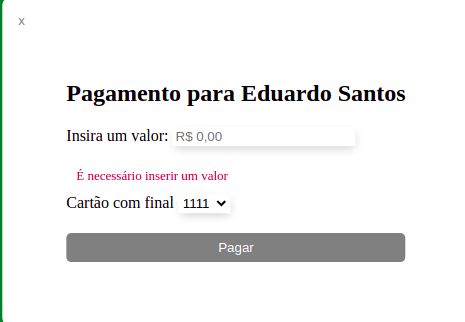 x
Pagamento para Eduardo Santos
Insira um valor: R$ 0,00
É necessário inserir um valor
Cartão com final 1111
Pagar